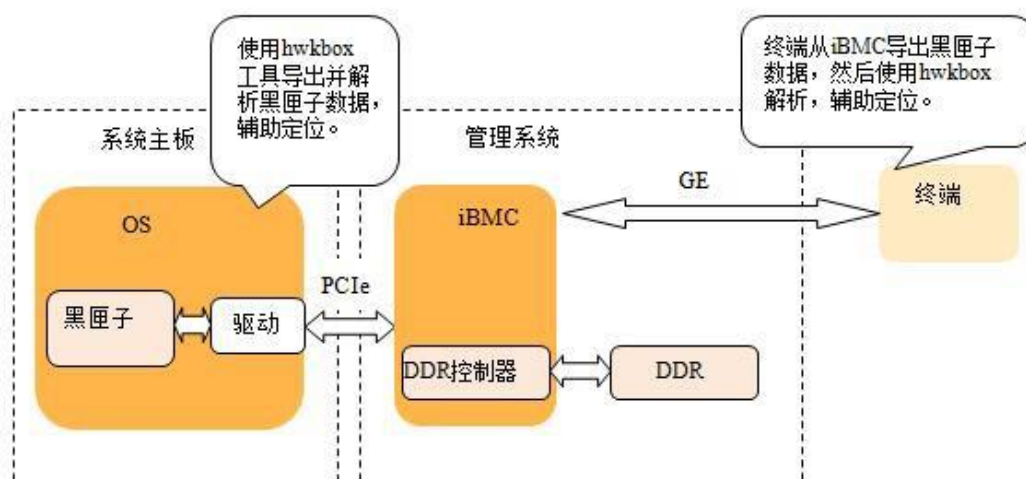 使用hwkbox
工具导出并解
析黑匣子数据，
辅助定位。
终端从iBMC导出黑匣子
数据，然后使用hwkbox
解析，辅助定位。
系统主板
管理系统
GE
终端
OS
iBMC
PCIe
黑匣子
驱动
DDR控制器
DDR